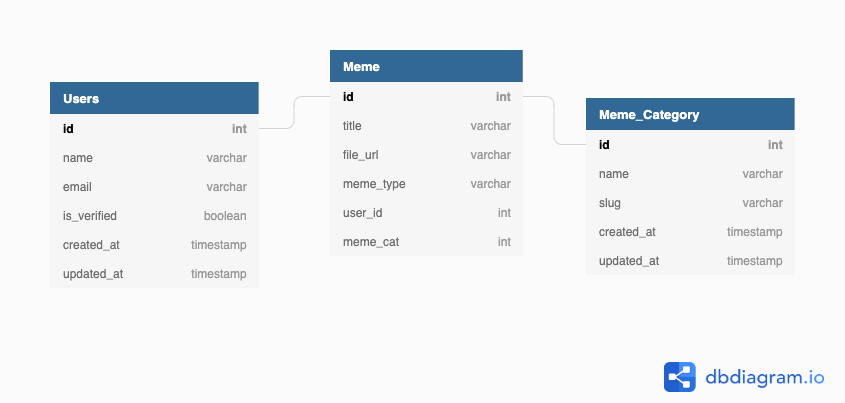 Users
id int
name varchar
email varchar
is_verified boolean
created_at timestamp
updated_at timestamp
Meme
id int
title varchar
file_url varchar
meme_type varchar
user_id int
meme_cat int
Meme_Category
id int
name varchar
slug varchar
created_at timestamp
updated_at timestamp
dbdiagram.io